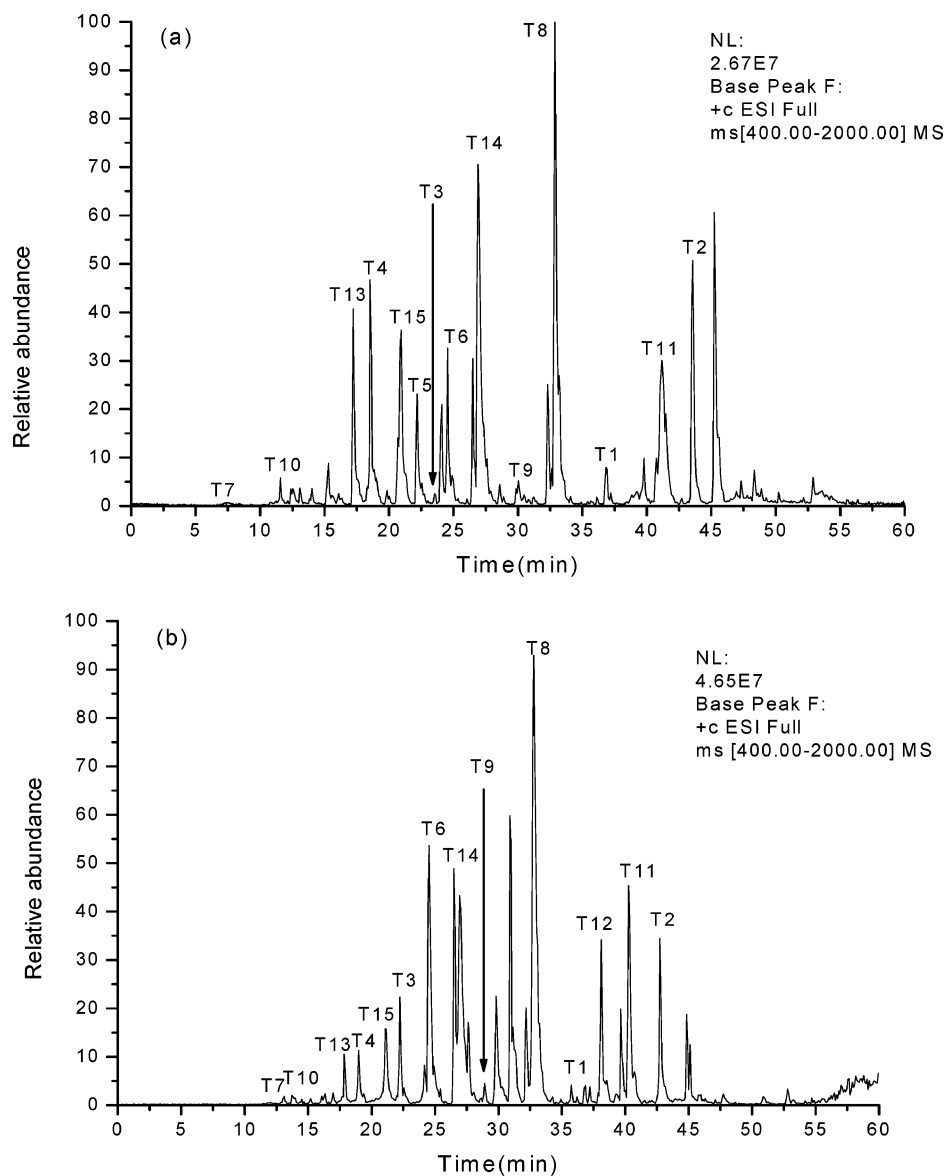 (a)
NL:
2.67E7
Base Peak F:
+c ESI Full
ms[400.00-2000.00] MS
100
90
80
70
60
50
40
30
20
10
0
Relative abundance
T7
T10
T13
T4
T15
T5
T3
T6
T14
T9
T8
T1
T11
T2
0 5 10 15 20 25 30 35 40 45 50 55 60
Time(min)
(b)
NL:
4.65E7
Base Peak F:
+c ESI Full
ms [400.00-2000.00] MS
100
90
80
70
60
50
40
30
20
10
0
Relative abundance
T7
T10
T13
T4
T15
T3
T6
T14
T9
T8
T1
T12
T11
T2
0 5 10 15 20 25 30 35 40 45 50 55 60
Time(min)